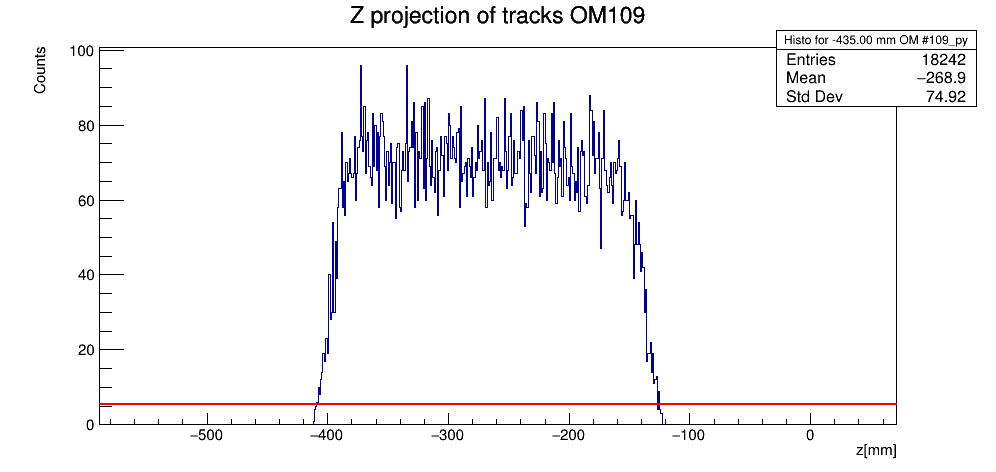 Z projection of tracks OM109
Histo for -435.00 mm OM #109_py
Entries 18242
Mean −268.9
Std Dev 74.92
Counts
100
80
60
40
20
0
−500 −400 −300 −200 −100 0
z[mm]